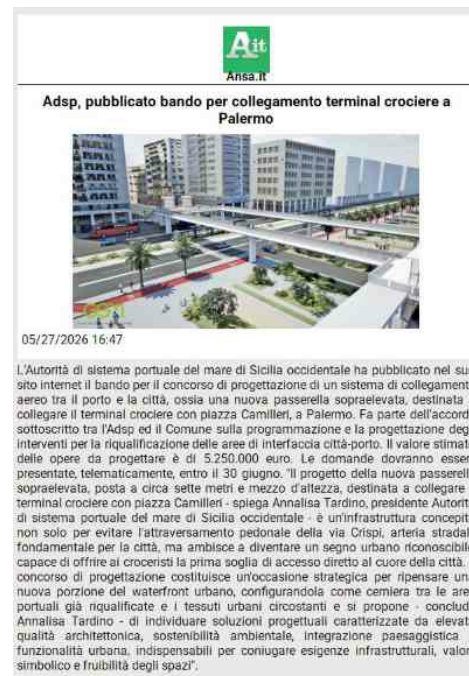 Ait
Ansa.it
Adsp, pubblicato bando per collegamento terminal crociere a
Palermo
05/27/2026 16:47
L'Autorità di sistema portuale del mare di Sicilia occidentale ha pubblicato nel su
sito internet il bando per il concorso di progettazione di un sistema di collegament
aereo tra il porto e la città, ossia una nuova passerella sopraelevata, destinata
collegare il terminal crociere con piazza Camilleri, a Palermo. Fa parte dell'accord
sottoscritto tra l'Adsp ed il Comune sulla programmazione e la progettazione deg
interventi per la riqualificazione delle aree di interfaccia città-porto. Il valore stimat
delle opere da progettare è di 5.250.000 euro. Le domande dovranno esser
presentate, telematicamente, entro il 30 giugno. "Il progetto della nuova passerell
sopraelevata, posta a circa sette metri e mezzo d'altezza, destinata a collegare
terminal crociere con piazza Camilleri - spiega Annalisa Tardino, presidente Autorit
di sistema portuale del mare di Sicilia occidentale - è un'infrastruttura concepit
non solo per evitare l'attraversamento pedonale della via Crispi, arteria stradal
fondamentale per la città, ma ambisce a diventare un segno urbano riconoscibil
capace di offrire ai crocieristi la prima soglia di accesso diretto al cuore della città.
concorso di progettazione costituisce un'occasione strategica per ripensare un
nuova porzione del waterfront urbano, configurandola come cerniera tra le are
portuali già riqualificate e i tessuti urbani circostanti e si propone - conclud
Annalisa Tardino - di individuare soluzioni progettuali caratterizzate da elevat
qualità architettonica, sostenibilità ambientale, integrazione paesaggistica
funzionalità urbana, indispensabili per coniugare esigenze infrastrutturali, valor
simbolico e fruibilità degli spazi".